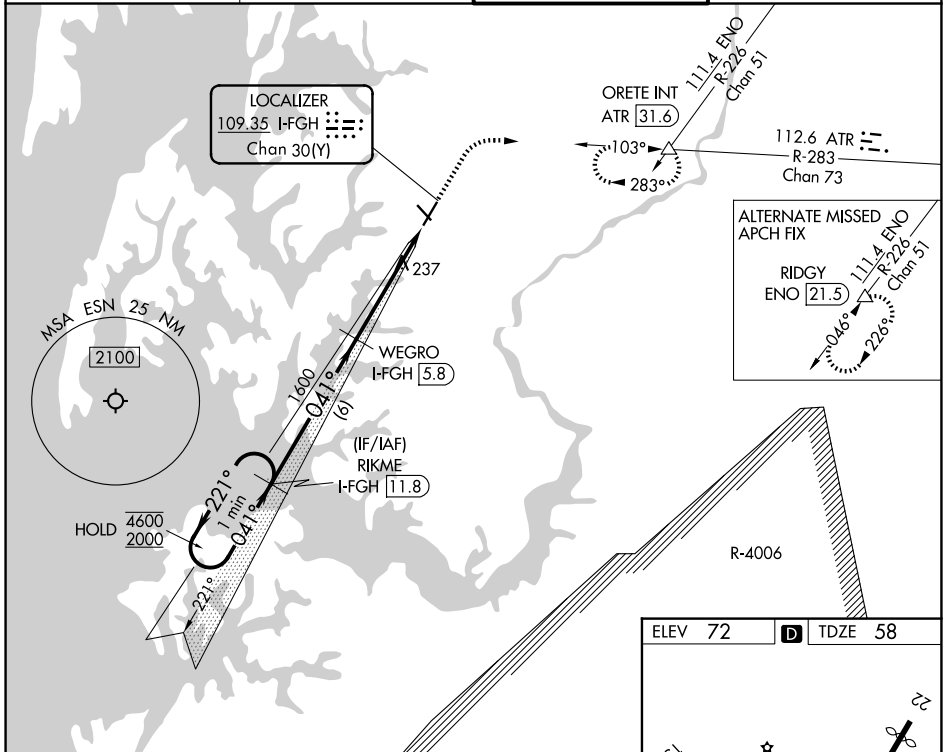 LOCALIZER
109.35 I-FGH
Chan 30(Y)
111.4 ENO
R-226
Chan 51
ORETE INT
ATR 31.6
103°
283°
112.6 ATR
R-283
Chan 73
ALTERNATE MISSED
APCH FIX
111.4 ENO
R-226
Chan 51
RIDGY
ENO 21.5
046°
226°
237
MSA ESN 25 NM
2100
WEGRO
I-FGH 5.8
1600
041°
(6)
(IF/IAF)
RIKME
I-FGH 11.8
221°
1 min
041°
HOLD 4600
2000
221°
R-4006
ELEV 72 D TDZE 58
22